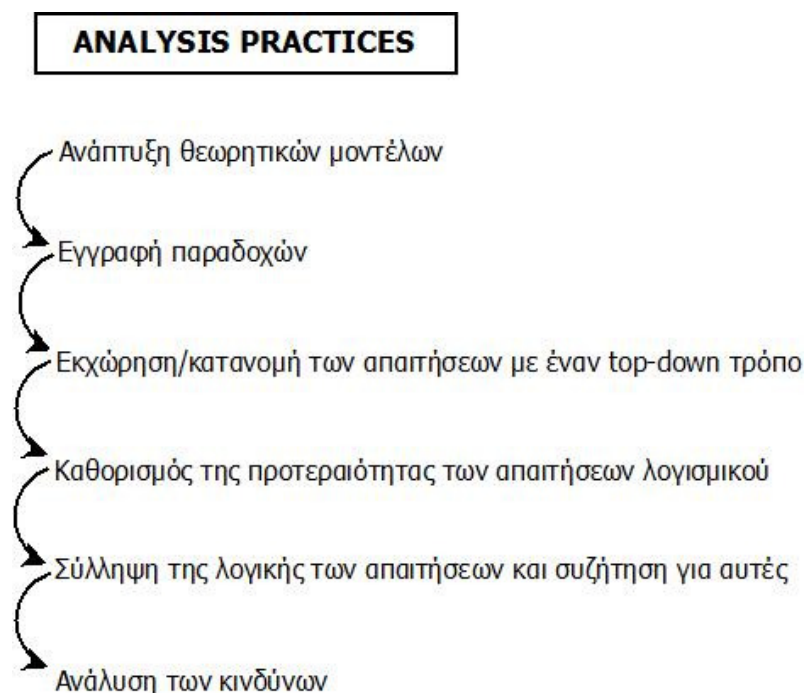 ANALYSIS PRACTICES
Ανάπτυξη θεωρητικών μοντέλων
Εγγραφή παραδοχών
Εκχώρηση/κατανομή των απαιτήσεων με έναν top-down τρόπο
Καθορισμός της προτεραιότητας των απαιτήσεων λογισμικού
Σύλληψη της λογικής των απαιτήσεων και συζήτηση για αυτές
Ανάλυση των κινδύνων